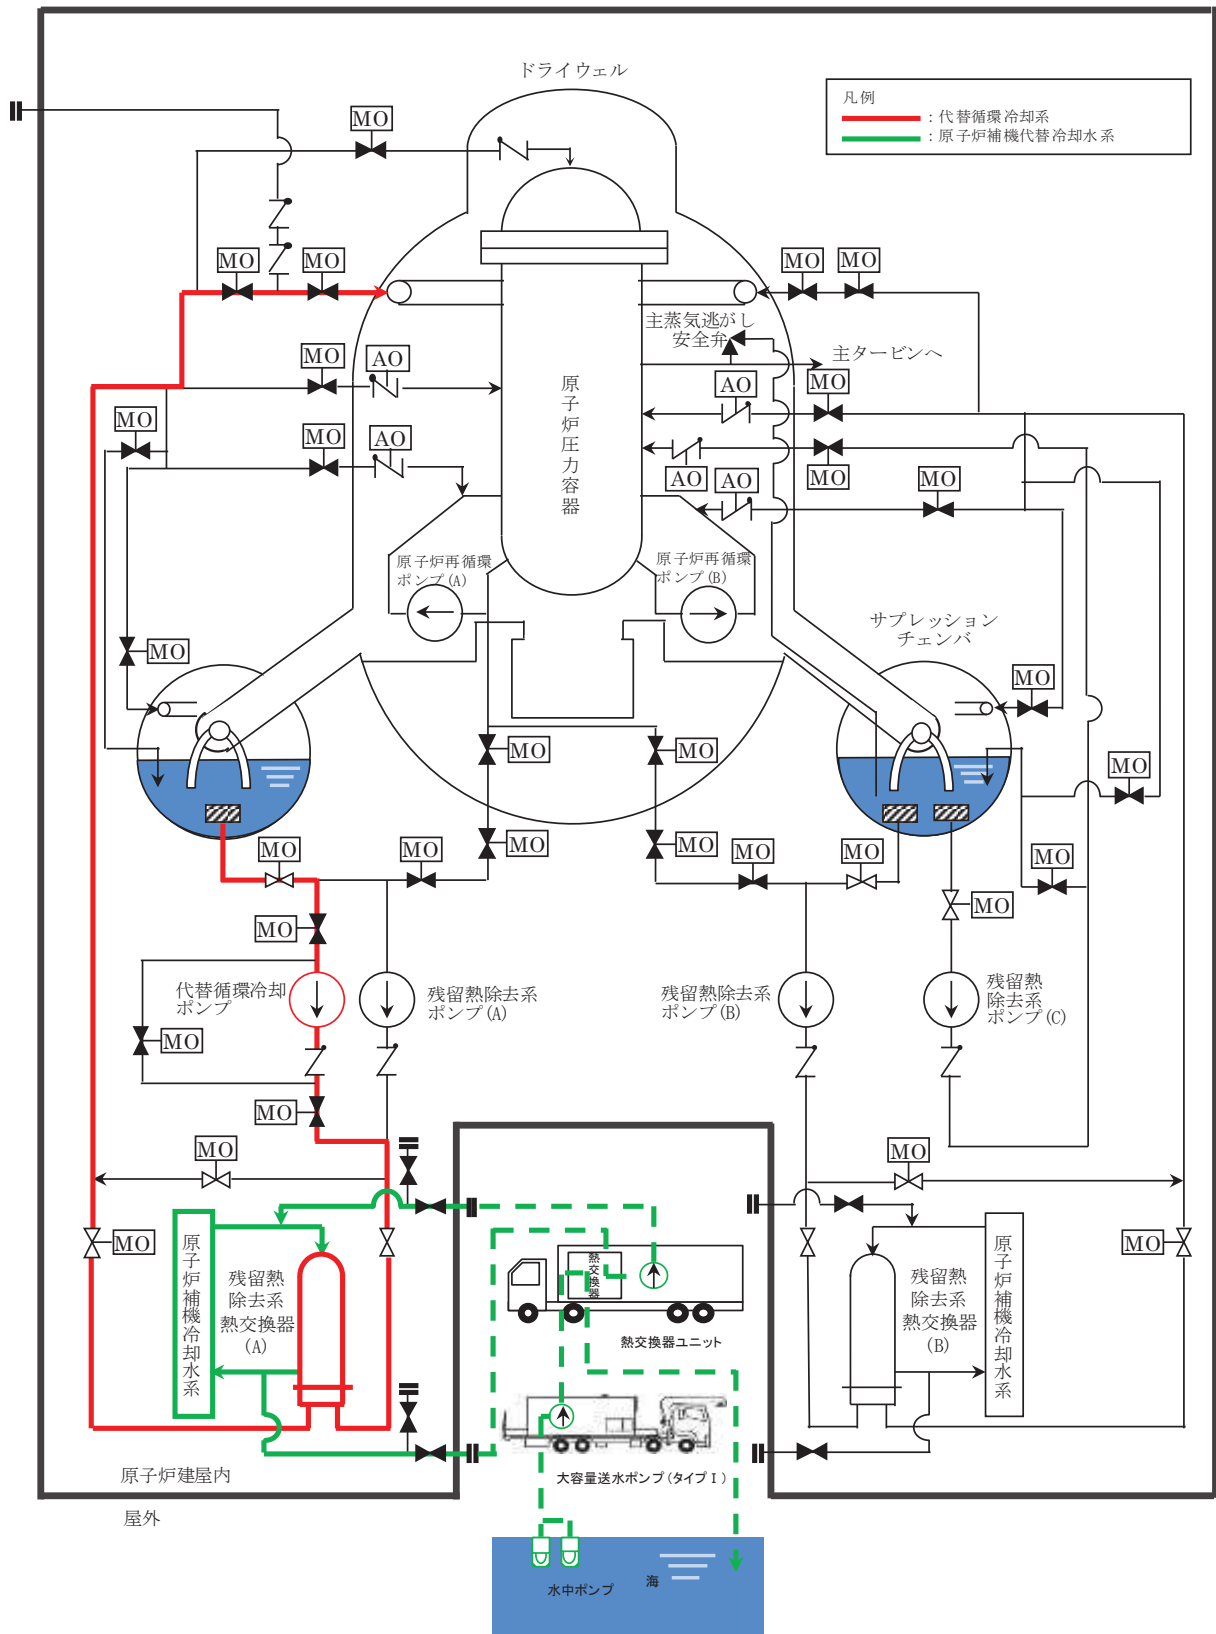 ドライウェル
凡例
：代替循環冷却系
：原子炉補機代替冷却水系
MO
MO
MO
MO
MO
主蒸気逃がし
安全弁
主タービンへ
MO
AO
AO
MO
原子炉圧力容器
MO
MO
AO
AO
MO
AO
MO
原子炉再循環
ポンプ(A)
原子炉再循環
ポンプ(B)
サプレッション
チェンバ
MO
MO
MO
MO
MO
MO
MO
MO
MO
MO
MO
MO
MO
MO
代替循環冷却
ポンプ
残留熱除去系
ポンプ(A)
残留熱除去系
ポンプ(B)
残留熱
除去系
ポンプ(C)
MO
MO
MO
MO
MO
MO
原子炉補機冷却水系
残留熱
除去系
熱交換器
(A)
熱交換器
熱交換器ユニット
残留熱
除去系
熱交換器
(B)
原子炉補機冷却水系
大容量送水ポンプ(タイプⅠ)
原子炉建屋内
屋外
水中ポンプ
海